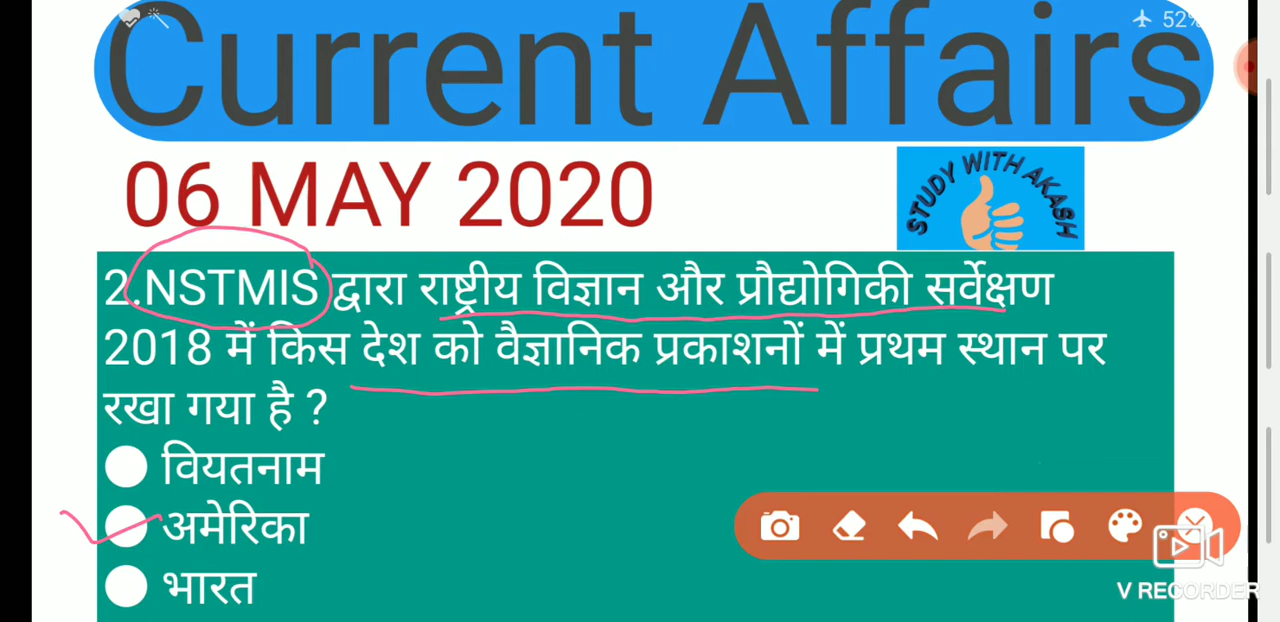 52%
Current Affairs
06 MAY 2020
STUDY WITH AKASH
2.NSTMIS द्वारा राष्ट्रीय विज्ञान और प्रौद्योगिकी सर्वेक्षण
2018 में किस देश को वैज्ञानिक प्रकाशनों में प्रथम स्थान पर
रखा गया है ?
वियतनाम
अमेरिका
भारत
V RECORDER